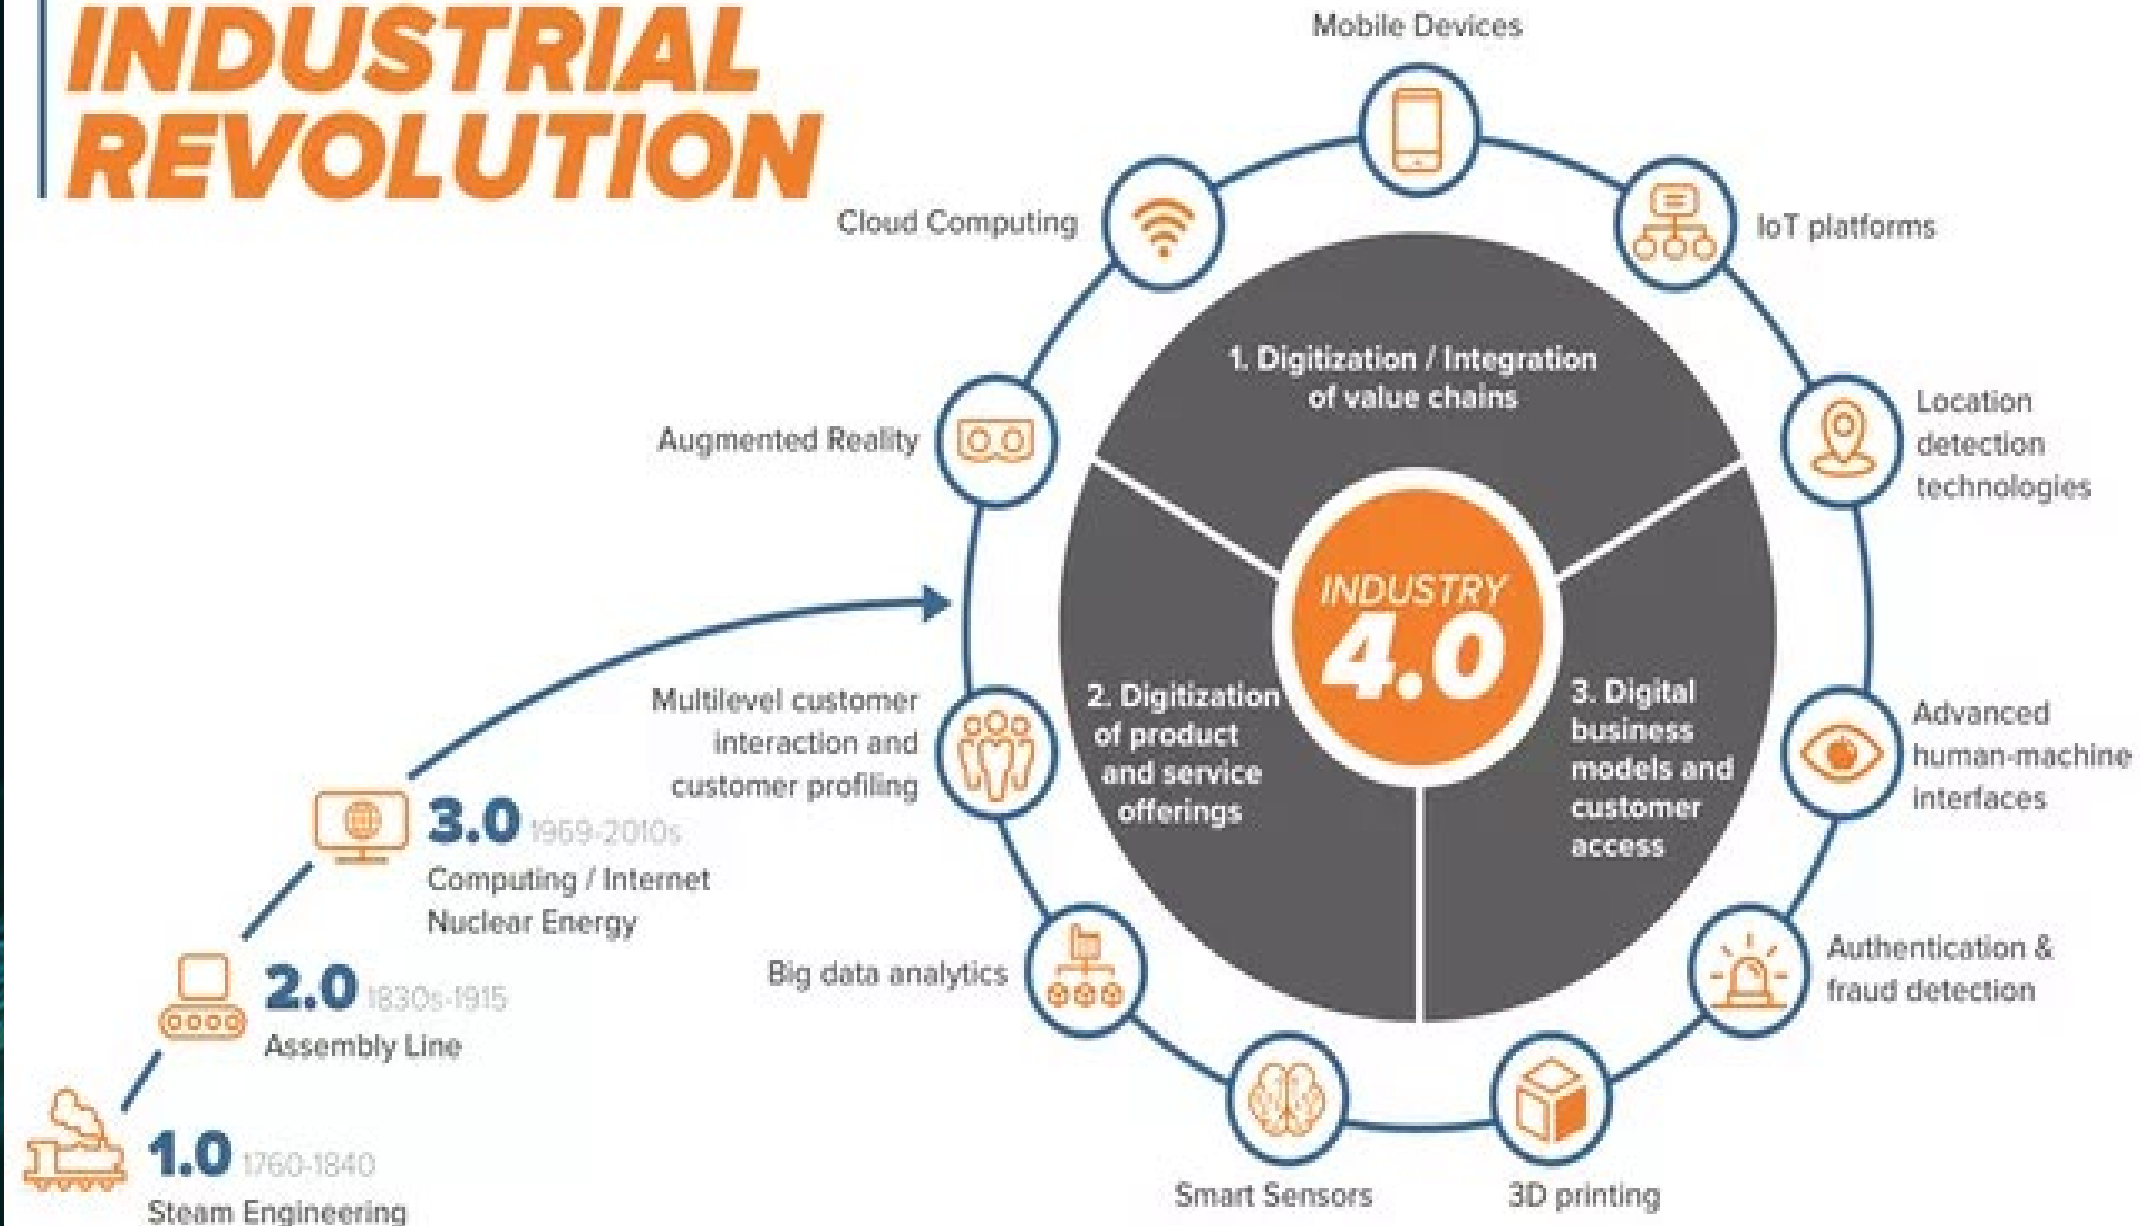 INDUSTRIAL
REVOLUTION
Mobile Devices
Cloud Computing
IoT platforms
Augmented Reality
Location
detection
technologies
1. Digitization / Integration
of value chains
INDUSTRY
4.0
2. Digitization
of product
and service
offerings
3. Digital
business
models and
customer
access
Multilevel customer
interaction and
customer profiling
Advanced
human-machine
interfaces
Big data analytics
Authentication &
fraud detection
Smart Sensors
3D printing
3.0 1969-2010s
Computing / Internet
Nuclear Energy
2.0 1830s-1915
Assembly Line
1.0 1760-1840
Steam Engineering